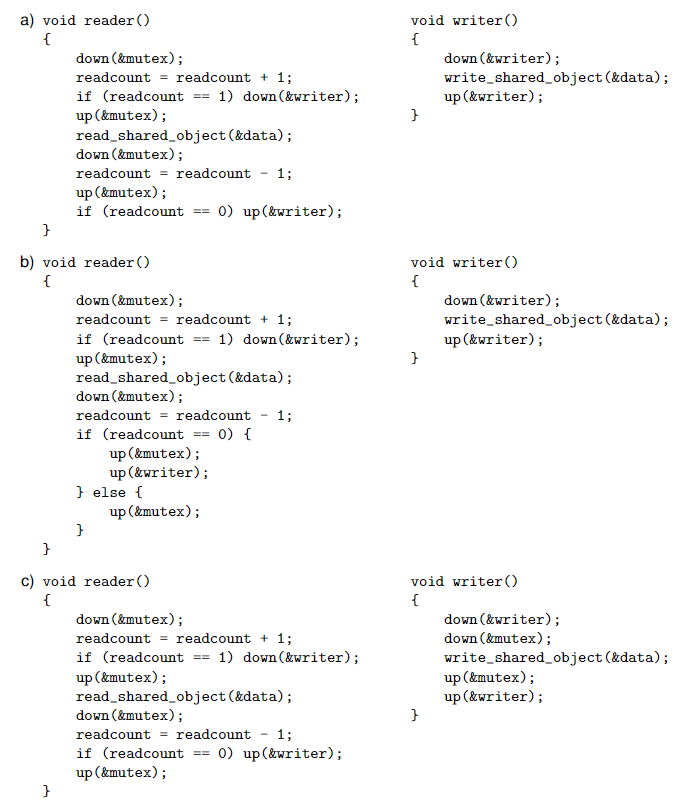 a) void reader()    void writer()
{    {
down(&mutex);    down(&writer);
readcount = readcount + 1;    write_shared_object(&data);
if (readcount == 1) down(&writer);    up(&writer);
up(&mutex);    }
read_shared_object(&data);
down(&mutex);
readcount = readcount - 1;
up(&mutex);
if (readcount == 0) up(&writer);
}
b) void reader()    void writer()
{    {
down(&mutex);    down(&writer);
readcount = readcount + 1;    write_shared_object(&data);
if (readcount == 1) down(&writer);    up(&writer);
up(&mutex);    }
read_shared_object(&data);
down(&mutex);
readcount = readcount - 1;
if (readcount == 0) {
up(&mutex);
up(&writer);
} else {
up(&mutex);
}
}
c) void reader()    void writer()
{    {
down(&mutex);    down(&writer);
readcount = readcount + 1;    down(&mutex);
if (readcount == 1) down(&writer);    write_shared_object(&data);
up(&mutex);    up(&mutex);
read_shared_object(&data);    up(&writer);
down(&mutex);    }
readcount = readcount - 1;
if (readcount == 0) up(&writer);
up(&mutex);
}